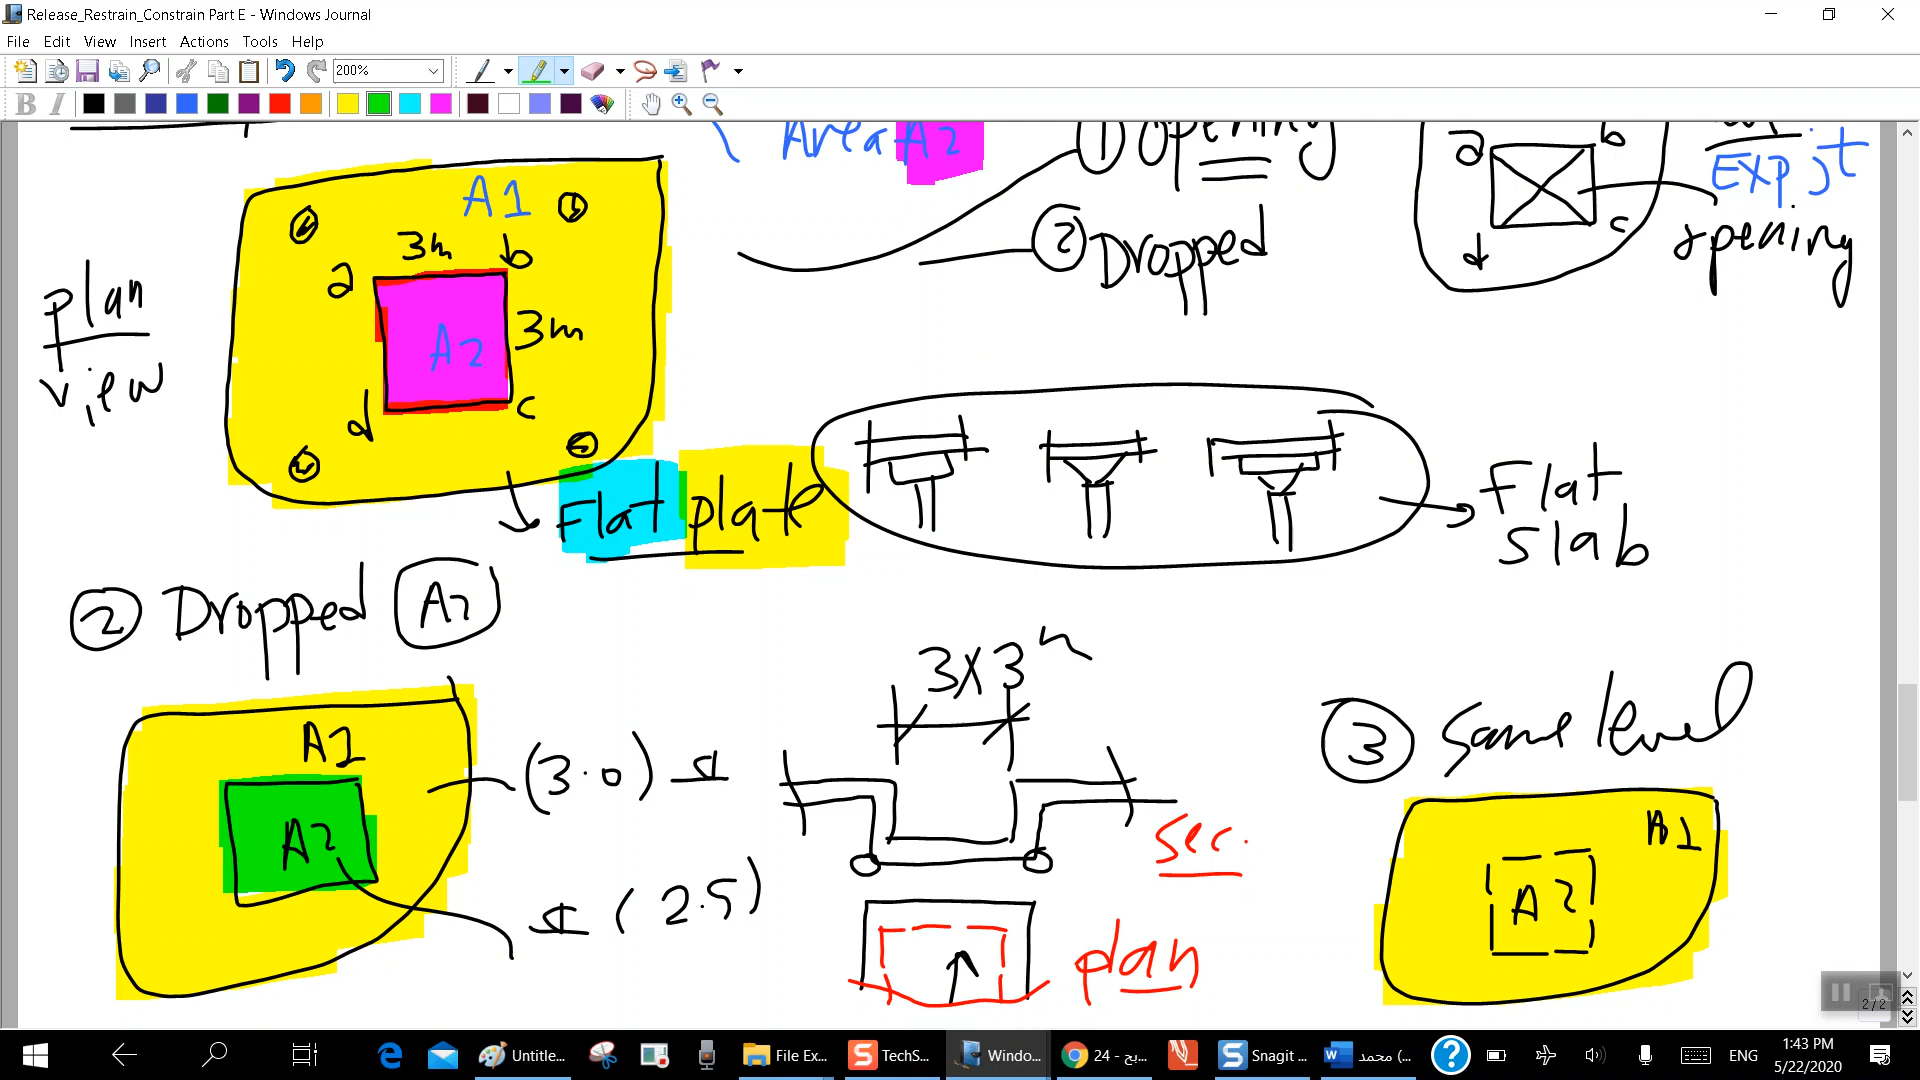 Release_Restrain_Constrain Part E - Windows Journal
File Edit View Insert Actions Tools Help
200%
B I
Area A2
① Opening
EXP jt
a b
c
d
opening
② Dropped
A1
3m b
a
A2 3m
d c
plan
view
Flat plate
Flat
slab
② Dropped A2
3x3m
③ Same level
A1
A2
(3.0)
(2.5)
sec.
plan
A1
A2
2/2
Untitle...
File Ex...
TechS...
Windo...
24 - بح...
Snagit ...
محمد (...
ENG
1:43 PM
5/22/2020